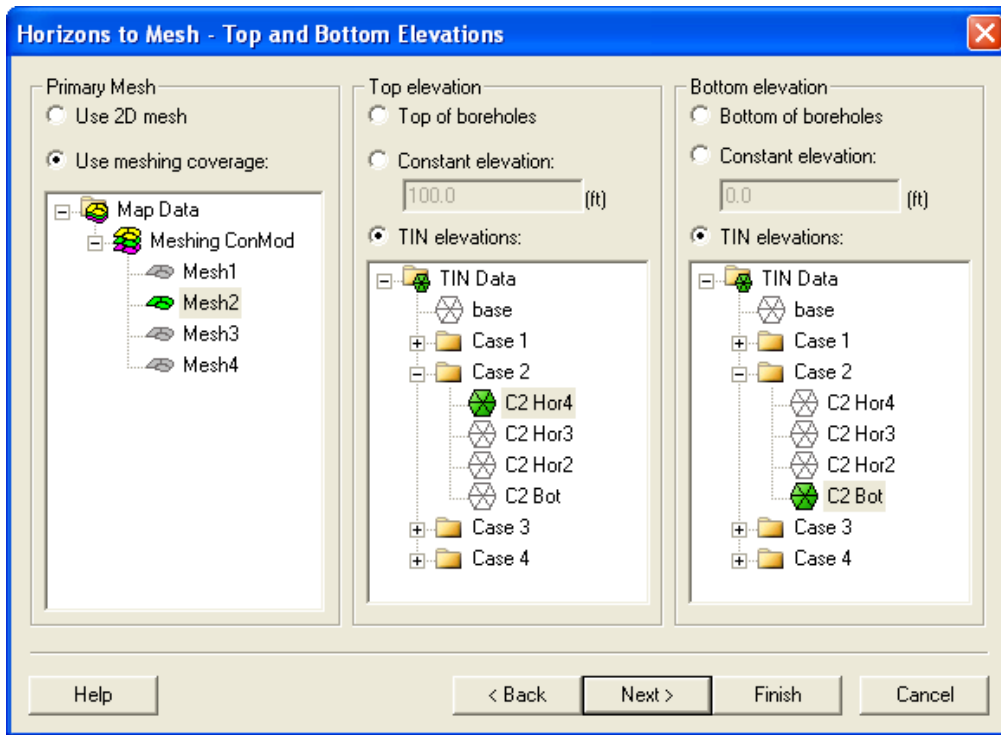 Horizons to Mesh - Top and Bottom Elevations
Primary Mesh
Use 2D mesh
Use meshing coverage:
Map Data
Meshing ConMod
Mesh1
Mesh2
Mesh3
Mesh4
Top elevation
Top of boreholes
Constant elevation:
100.0 (ft)
TIN elevations:
TIN Data
base
Case 1
Case 2
C2 Hor4
C2 Hor3
C2 Hor2
C2 Bot
Case 3
Case 4
Bottom elevation
Bottom of boreholes
Constant elevation:
0.0 (ft)
TIN elevations:
TIN Data
base
Case 1
Case 2
C2 Hor4
C2 Hor3
C2 Hor2
C2 Bot
Case 3
Case 4
Help
< Back
Next >
Finish
Cancel